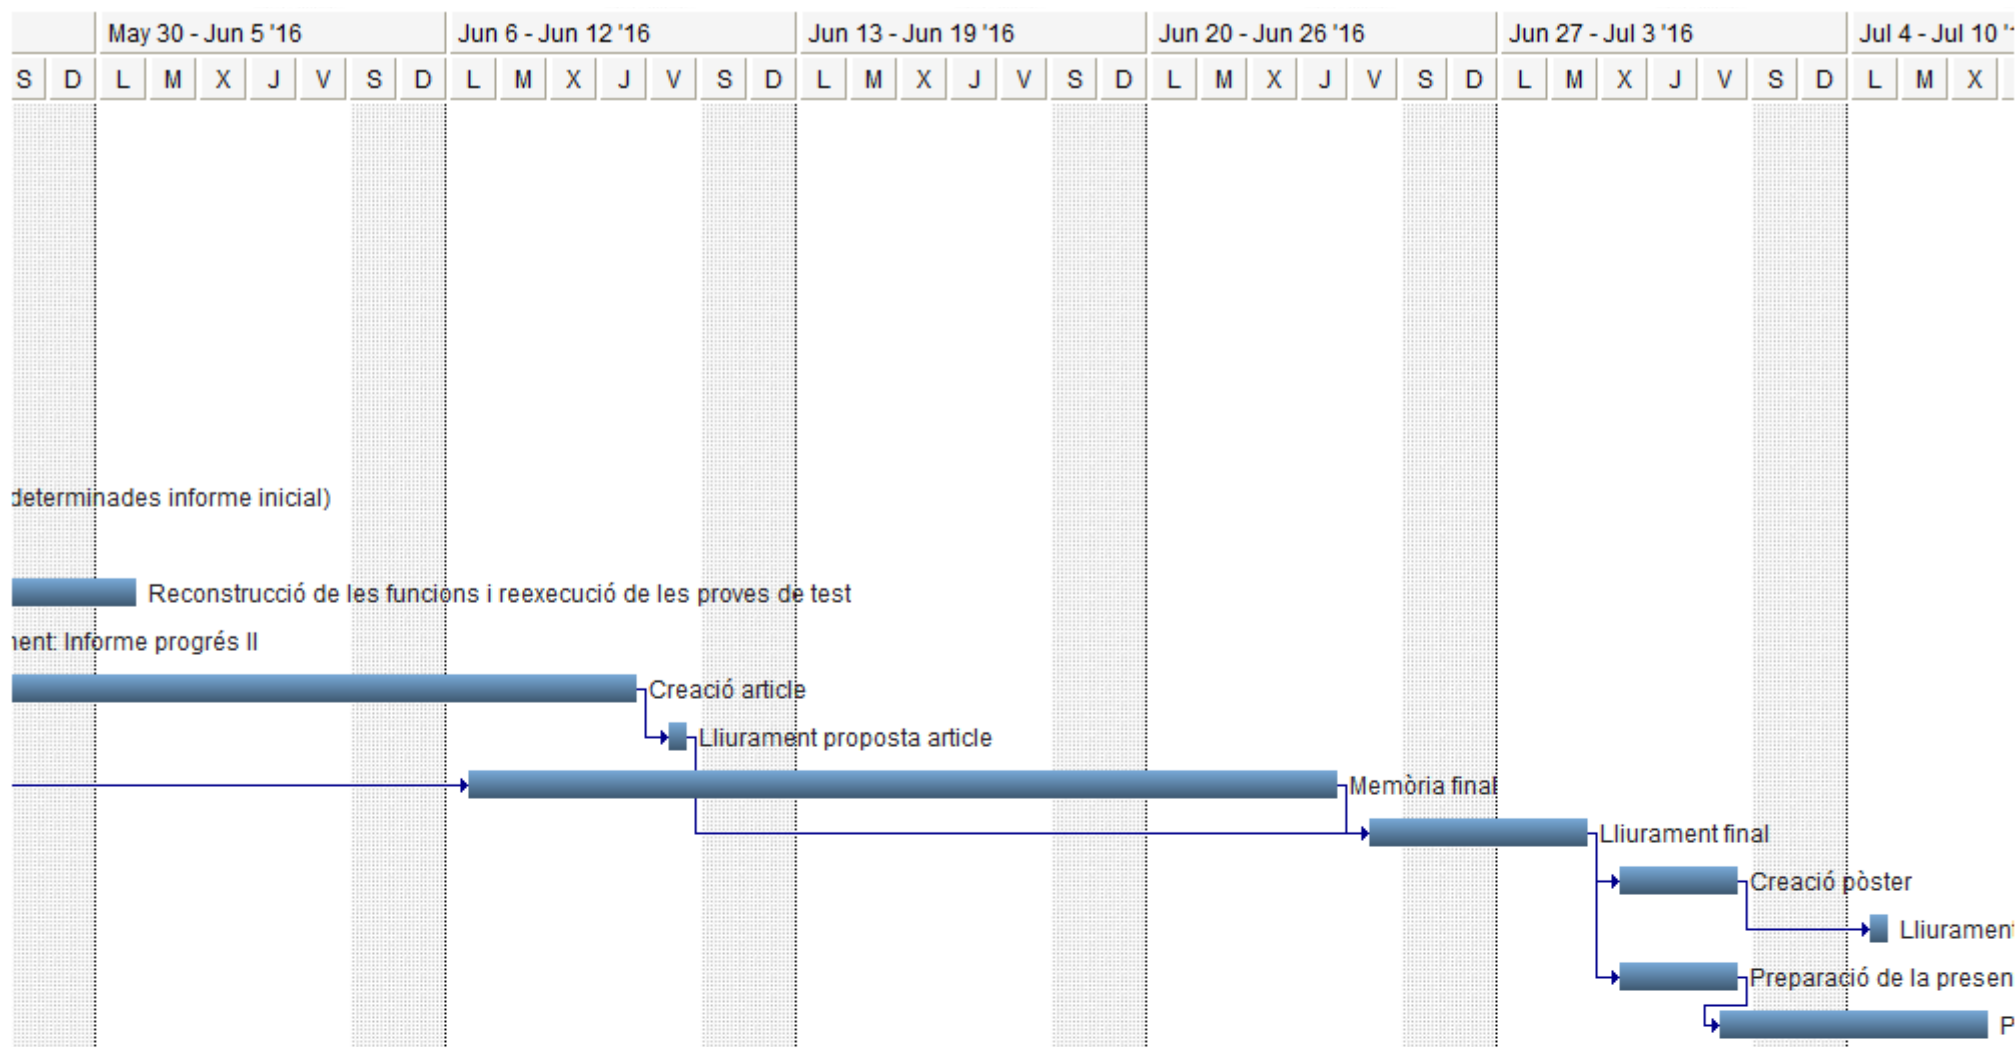 May 30 - Jun 5 '16 Jun 6 - Jun 12 '16 Jun 13 - Jun 19 '16 Jun 20 - Jun 26 '16 Jun 27 - Jul 3 '16 Jul 4 - Jul 10 '
S D L M X J V S D L M X J V S D L M X J V S D L M X J V S D L M X J V S D L M X
determinades informe inicial)
Reconstrucció de les funcions i reexecució de les proves de test
ent: Informe progrés II
Creació article
Lliurament proposta article
Memòria final
Lliurament final
Creació pòster
Lliurament
Preparació de la presen
P